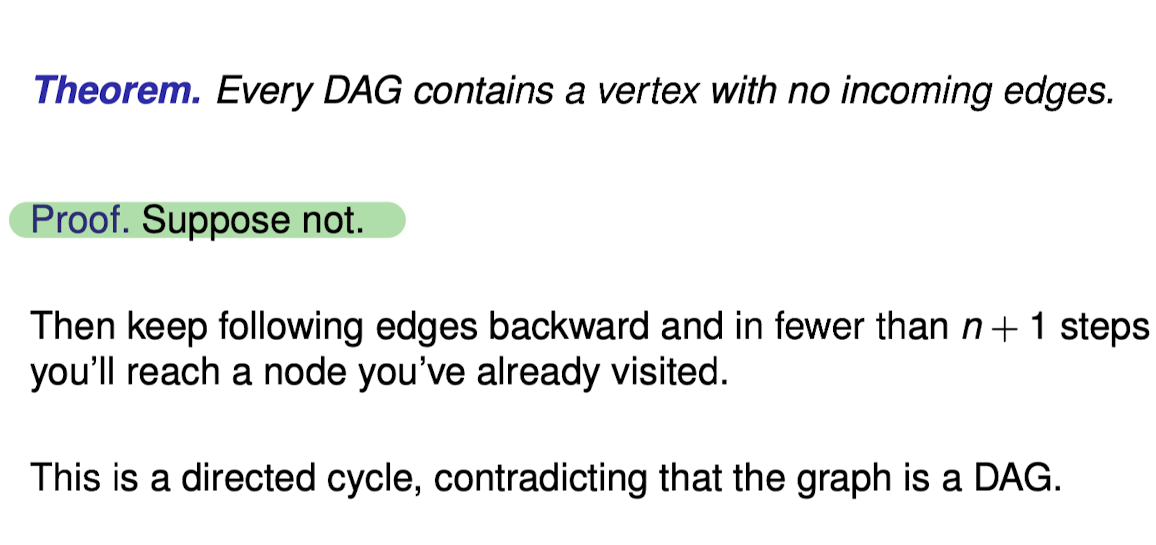 Theorem. Every DAG contains a vertex with no incoming edges.
Proof. Suppose not.
Then keep following edges backward and in fewer than n + 1 steps
you'll reach a node you've already visited.
This is a directed cycle, contradicting that the graph is a DAG.